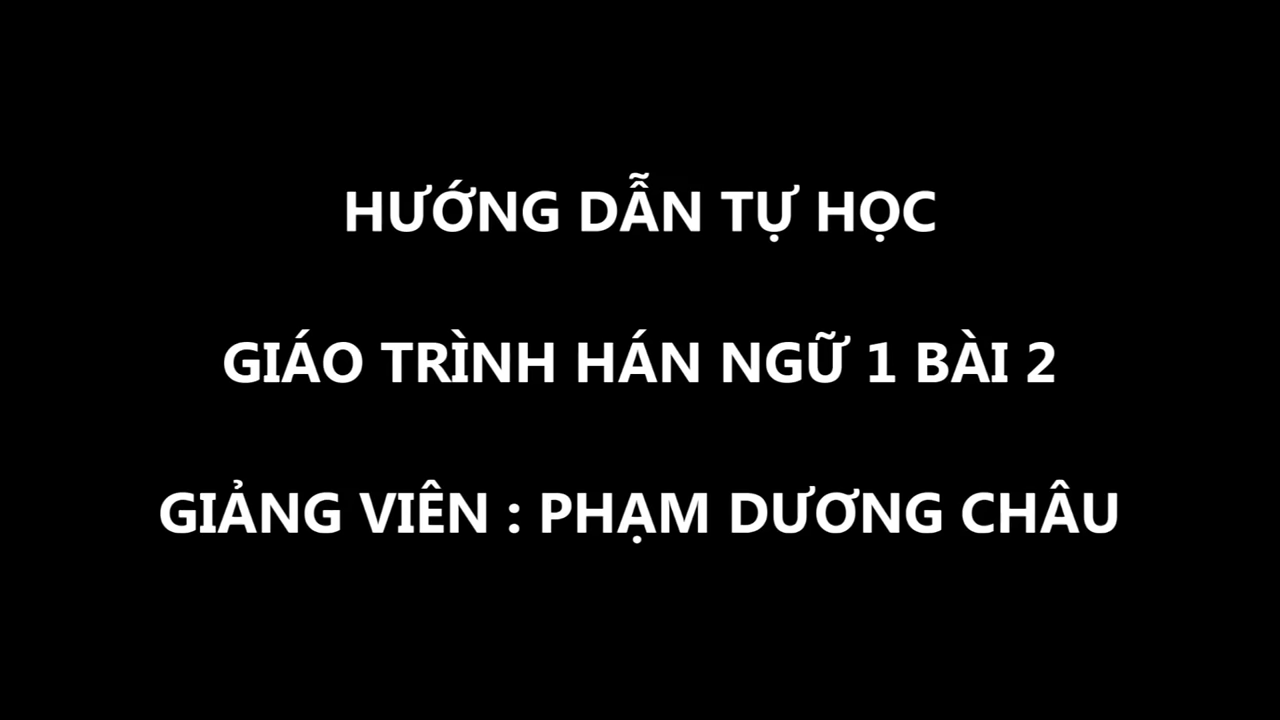 HƯỚNG DẪN TỰ HỌC
GIÁO TRÌNH HÁN NGỮ 1 BÀI 2
GIẢNG VIÊN : PHẠM DƯƠNG CHÂU